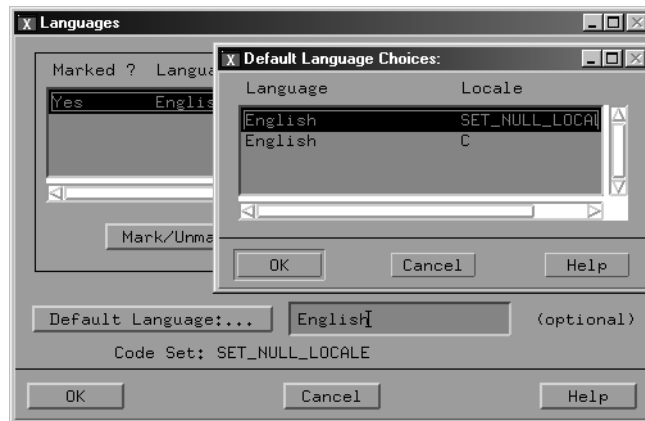 X Languages
Marked ? Langua
Yes Englis
Mark/Unma
X Default Language Choices:
Language Locale
English SET_NULL_LOCAL
English C
OK Cancel Help
Default Language:... English (optional)
Code Set: SET_NULL_LOCALE
OK Cancel Help